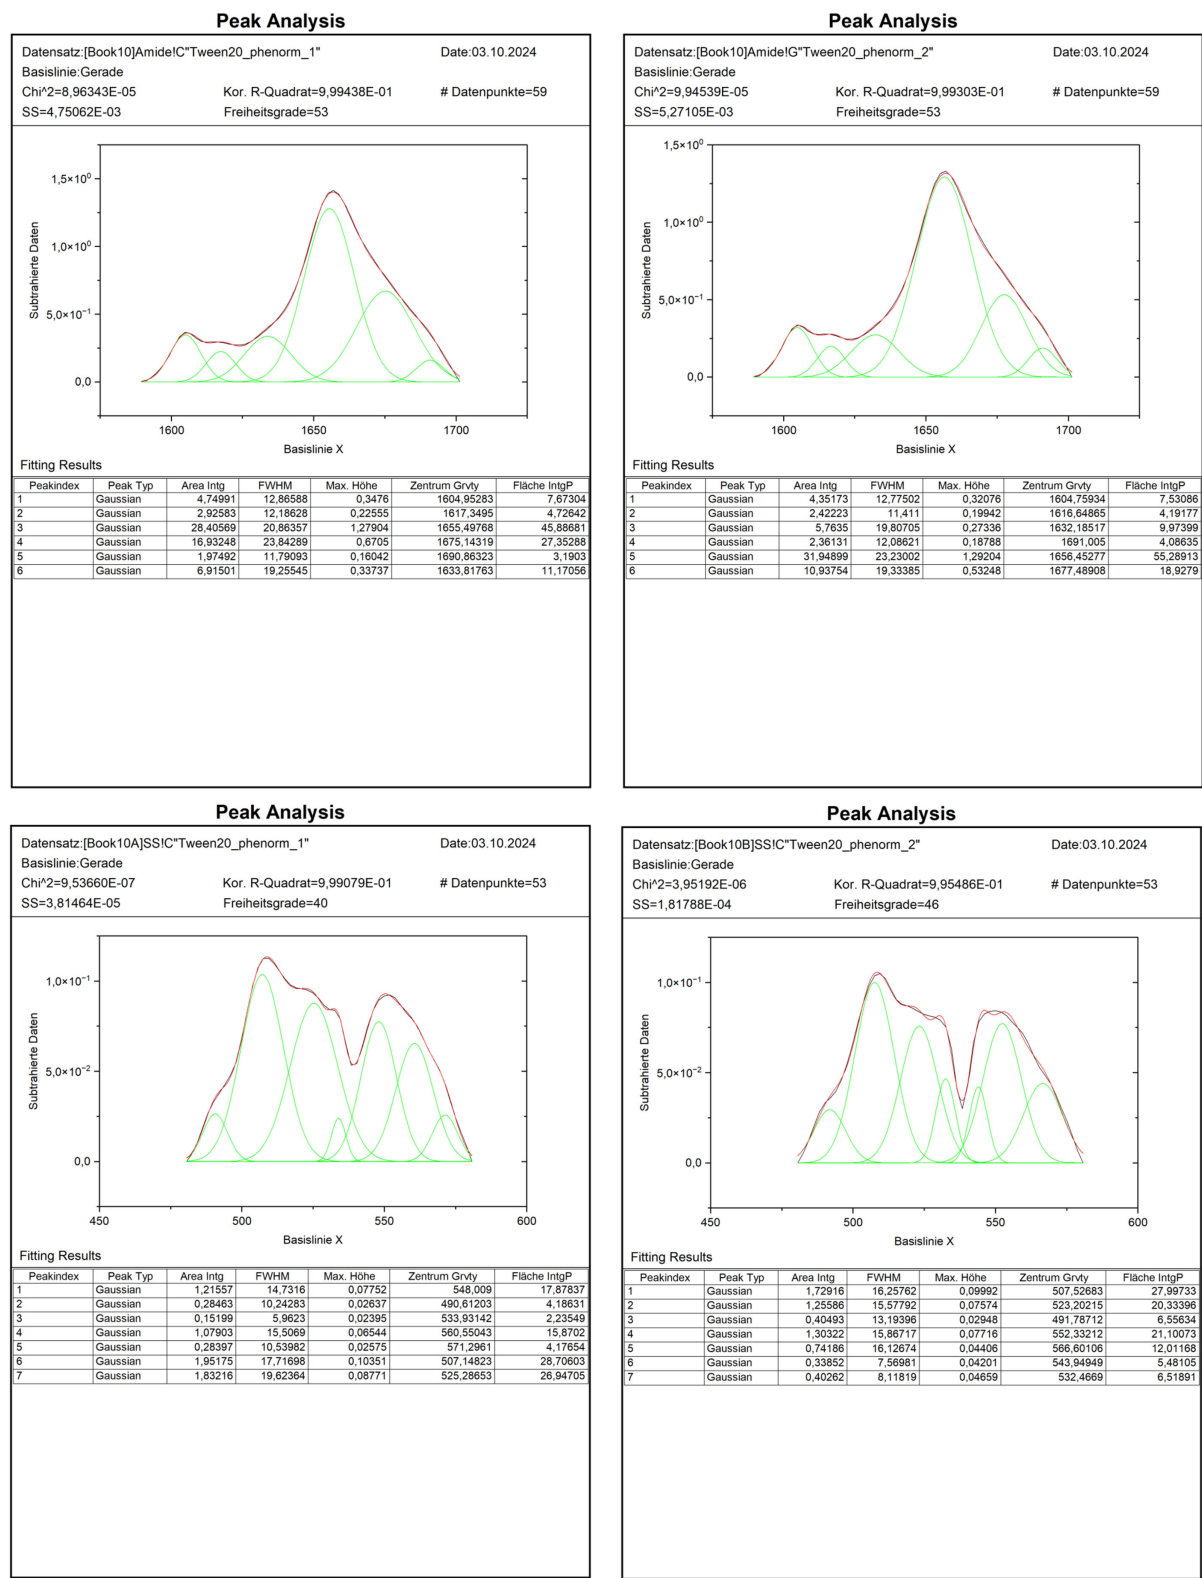 Peak Analysis
Datensatz:[Book10]Amide!C"Tween20_phenorm_1" Date:03.10.2024
Basislinie:Gerade
Chi^2=8,96343E-05 Kor. R-Quadrat=9,99438E-01 # Datenpunkte=59
SS=4,75062E-03 Freiheitsgrade=53
1,5×10⁰
1,0×10⁰
5,0×10⁻¹
0,0
Subtrahierte Daten
1600 1650 1700
Basislinie X
Fitting Results
Peakindex Peak Typ Area Intg FWHM Max. Höhe Zentrum Grvty Fläche IntgP
1 Gaussian 4,74991 12,86588 0,3476 1604,95283 7,67304
2 Gaussian 2,92583 12,18628 0,22555 1617,3495 4,72642
3 Gaussian 28,40569 20,86357 1,27904 1655,49768 45,88681
4 Gaussian 16,93248 23,84289 0,6705 1675,14319 27,35288
5 Gaussian 1,97492 11,79093 0,16042 1690,86323 3,1903
6 Gaussian 6,91501 19,25545 0,33737 1633,81763 11,17056
Peak Analysis
Datensatz:[Book10]Amide!G"Tween20_phenorm_2" Date:03.10.2024
Basislinie:Gerade
Chi^2=9,94539E-05 Kor. R-Quadrat=9,99303E-01 # Datenpunkte=59
SS=5,27105E-03 Freiheitsgrade=53
1,5×10⁰
1,0×10⁰
5,0×10⁻¹
0,0
Subtrahierte Daten
1600 1650 1700
Basislinie X
Fitting Results
Peakindex Peak Typ Area Intg FWHM Max. Höhe Zentrum Grvty Fläche IntgP
1 Gaussian 4,35173 12,77502 0,32076 1604,75934 7,53086
2 Gaussian 2,42223 11,411 0,19942 1616,64865 4,19177
3 Gaussian 5,7635 19,80705 0,27336 1632,18517 9,97399
4 Gaussian 2,36131 12,08621 0,18788 1691,005 4,08635
5 Gaussian 31,94899 23,23002 1,29204 1656,45277 55,28913
6 Gaussian 10,93754 19,33385 0,53248 1677,48908 18,9279
Peak Analysis
Datensatz:[Book10A]SS!C"Tween20_phenorm_1" Date:03.10.2024
Basislinie:Gerade
Chi^2=9,53660E-07 Kor. R-Quadrat=9,99079E-01 # Datenpunkte=53
SS=3,81464E-05 Freiheitsgrade=40
1,0×10⁻¹
5,0×10⁻²
0,0
Subtrahierte Daten
450 500 550 600
Basislinie X
Fitting Results
Peakindex Peak Typ Area Intg FWHM Max. Höhe Zentrum Grvty Fläche IntgP
1 Gaussian 1,21557 14,7316 0,07752 548,009 17,87837
2 Gaussian 0,28463 10,24283 0,02637 490,61203 4,18631
3 Gaussian 0,15199 5,9623 0,02395 533,93142 2,23549
4 Gaussian 1,07903 15,5069 0,06544 560,55043 15,8702
5 Gaussian 0,28397 10,53982 0,02575 571,2961 4,17654
6 Gaussian 1,95175 17,71698 0,10351 507,14823 28,70603
7 Gaussian 1,83216 19,62364 0,08771 525,28653 26,94705
Peak Analysis
Datensatz:[Book10B]SS!C"Tween20_phenorm_2" Date:03.10.2024
Basislinie:Gerade
Chi^2=3,95192E-06 Kor. R-Quadrat=9,95486E-01 # Datenpunkte=53
SS=1,81788E-04 Freiheitsgrade=46
1,0×10⁻¹
5,0×10⁻²
0,0
Subtrahierte Daten
450 500 550 600
Basislinie X
Fitting Results
Peakindex Peak Typ Area Intg FWHM Max. Höhe Zentrum Grvty Fläche IntgP
1 Gaussian 1,72916 16,25762 0,09992 507,52683 27,99733
2 Gaussian 1,25586 15,57792 0,07574 523,20215 20,33396
3 Gaussian 0,40493 13,19396 0,02948 491,78712 6,55634
4 Gaussian 1,30322 15,86717 0,07716 552,33212 21,10073
5 Gaussian 0,74186 16,12674 0,04406 566,60106 12,01168
6 Gaussian 0,33852 7,56981 0,04201 543,94949 5,48105
7 Gaussian 0,40262 8,11819 0,04659 532,4669 6,51891